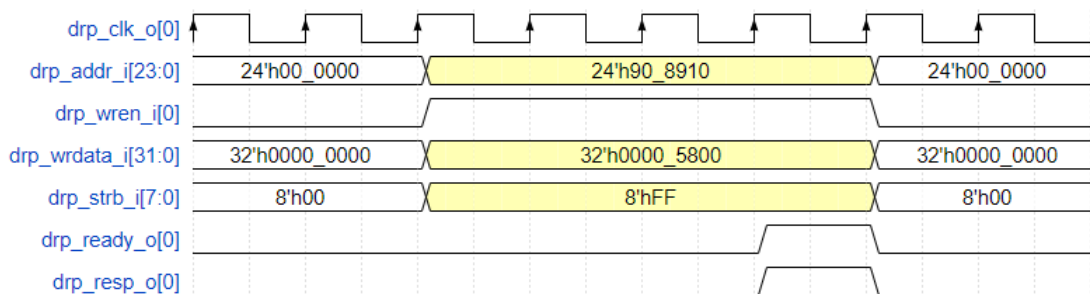 drp_clk_o[0]
drp_addr_i[23:0] 24'h00_0000 24'h90_8910 24'h00_0000
drp_wren_i[0]
drp_wrdata_i[31:0] 32'h0000_0000 32'h0000_5800 32'h0000_0000
drp_strb_i[7:0] 8'h00 8'hFF 8'h00
drp_ready_o[0]
drp_resp_o[0]